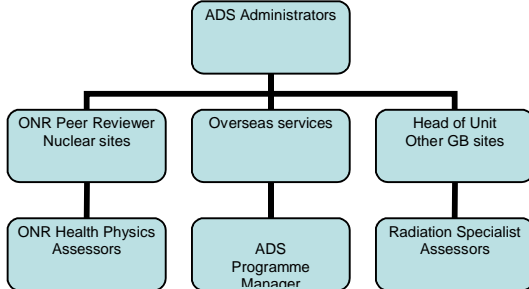 ADS Administrators
ONR Peer Reviewer
Nuclear sites
Overseas services
Head of Unit
Other GB sites
ONR Health Physics
Assessors
ADS
Programme
Manager
Radiation Specialist
Assessors